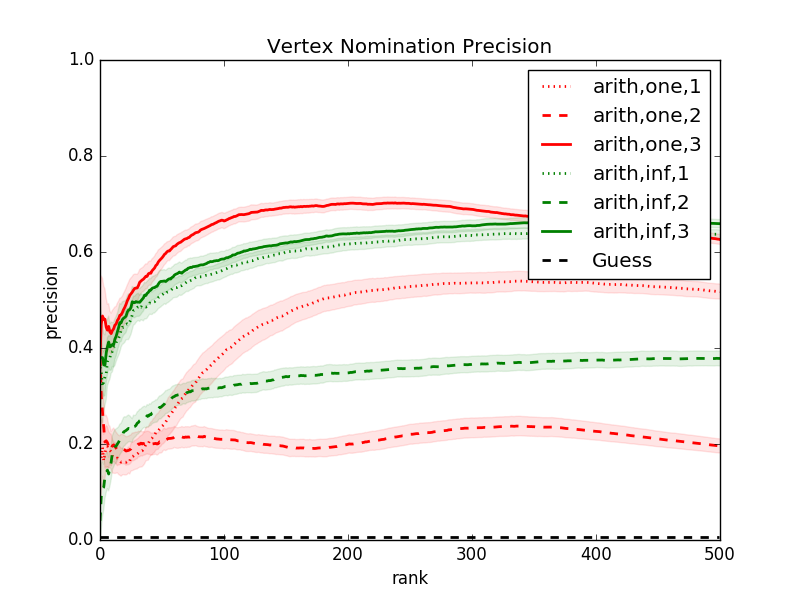 Vertex Nomination Precision
1.0
0.8
0.6
0.4
0.2
0.0
precision
arith,one,1
arith,one,2
arith,one,3
arith,inf,1
arith,inf,2
arith,inf,3
Guess
0 100 200 300 400 500
rank